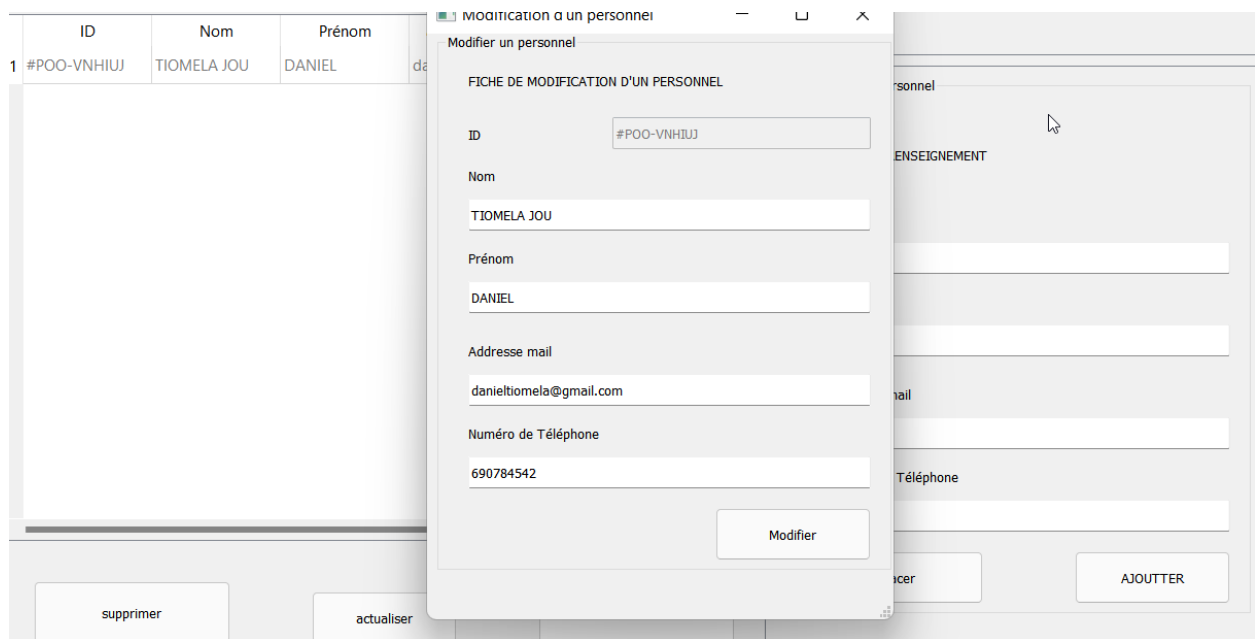 ID Nom Prénom
1 #POO-VNHIUJ TIOMELA JOU DANIEL da
supprimer
actualiser
Modification d'un personnel
Modifier un personnel
FICHE DE MODIFICATION D'UN PERSONNEL
ID #POO-VNHIUJ
Nom
TIOMELA JOU
Prénom
DANIEL
Addresse mail
danieltiomela@gmail.com
Numéro de Téléphone
690784542
Modifier
rsonnel
ENSEIGNEMENT
nail
Téléphone
acer
AJOUTTER